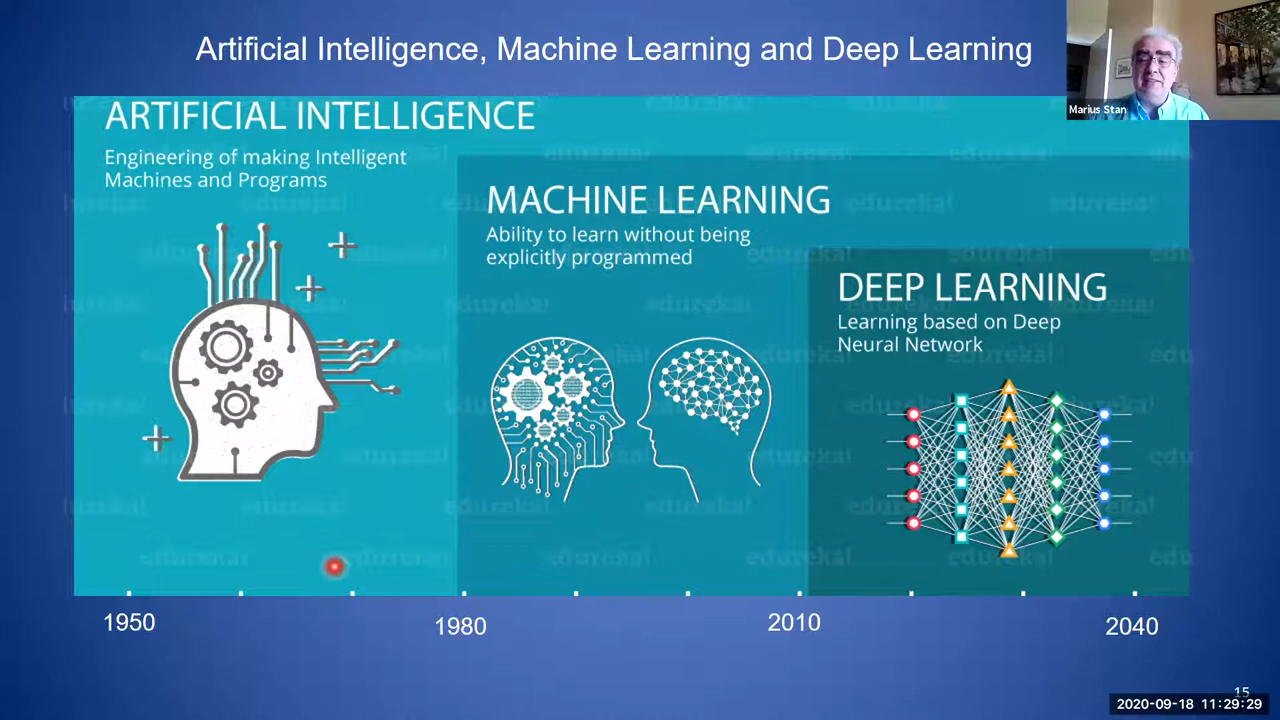 Artificial Intelligence, Machine Learning and Deep Learning
Marius Stan
ARTIFICIAL INTELLIGENCE
Engineering of making Intelligent
Machines and Programs
MACHINE LEARNING
Ability to learn without being
explicitly programmed
DEEP LEARNING
Learning based on Deep
Neural Network
edureka!
1950
1980
2010
2040
15
2020-09-18 11:29:29